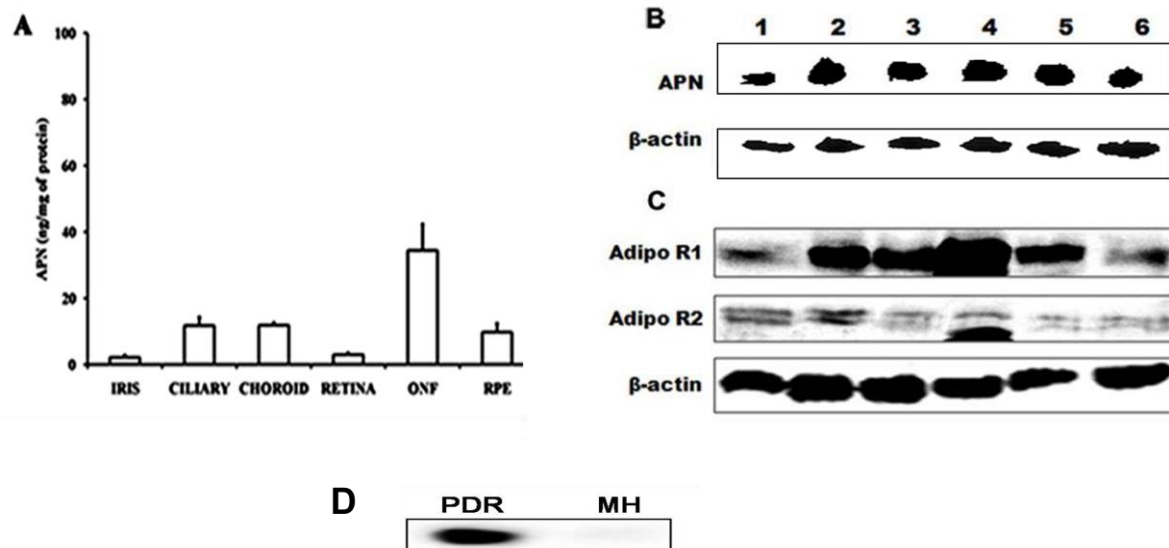 A
100
80
60
40
20
0
APN (ng/mg of protein)
IRIS CILIARY CHOROID RETINA ONF RPE
B
1 2 3 4 5 6
APN
β-actin
C
Adipo R1
Adipo R2
β-actin
D
PDR MH